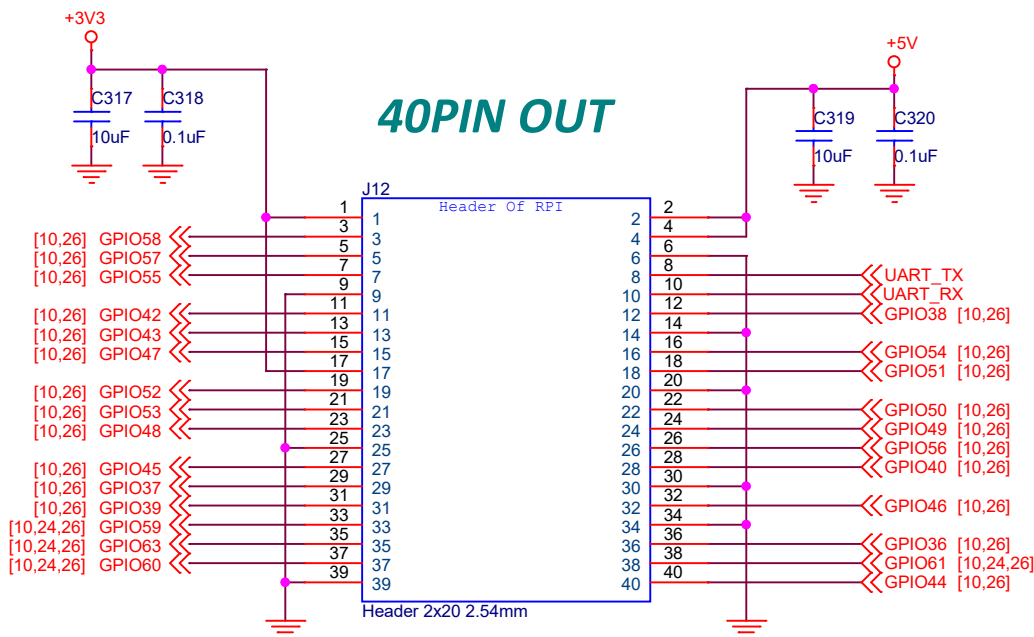 +3V3
+5V
C317
C318
10uF
0.1uF
40PIN OUT
C319
C320
10uF
0.1uF
J12
Header Of RPI
1 1 2 2
[10,26] GPIO58 3 3 4 4
[10,26] GPIO57 5 5 6 6
[10,26] GPIO55 7 7 8 8 UART_TX
9 9 10 10 UART_RX
[10,26] GPIO42 11 11 12 12 GPIO38 [10,26]
[10,26] GPIO43 13 13 14 14
[10,26] GPIO47 15 15 16 16 GPIO54 [10,26]
17 17 18 18 GPIO51 [10,26]
[10,26] GPIO52 19 19 20 20
[10,26] GPIO53 21 21 22 22 GPIO50 [10,26]
[10,26] GPIO48 23 23 24 24 GPIO49 [10,26]
25 25 26 26 GPIO56 [10,26]
[10,26] GPIO45 27 27 28 28 GPIO40 [10,26]
[10,26] GPIO37 29 29 30 30
[10,26] GPIO39 31 31 32 32 GPIO46 [10,26]
[10,24,26] GPIO59 33 33 34 34
[10,24,26] GPIO63 35 35 36 36 GPIO36 [10,26]
[10,24,26] GPIO60 37 37 38 38 GPIO61 [10,24,26]
39 39 40 40 GPIO44 [10,26]
Header 2x20 2.54mm